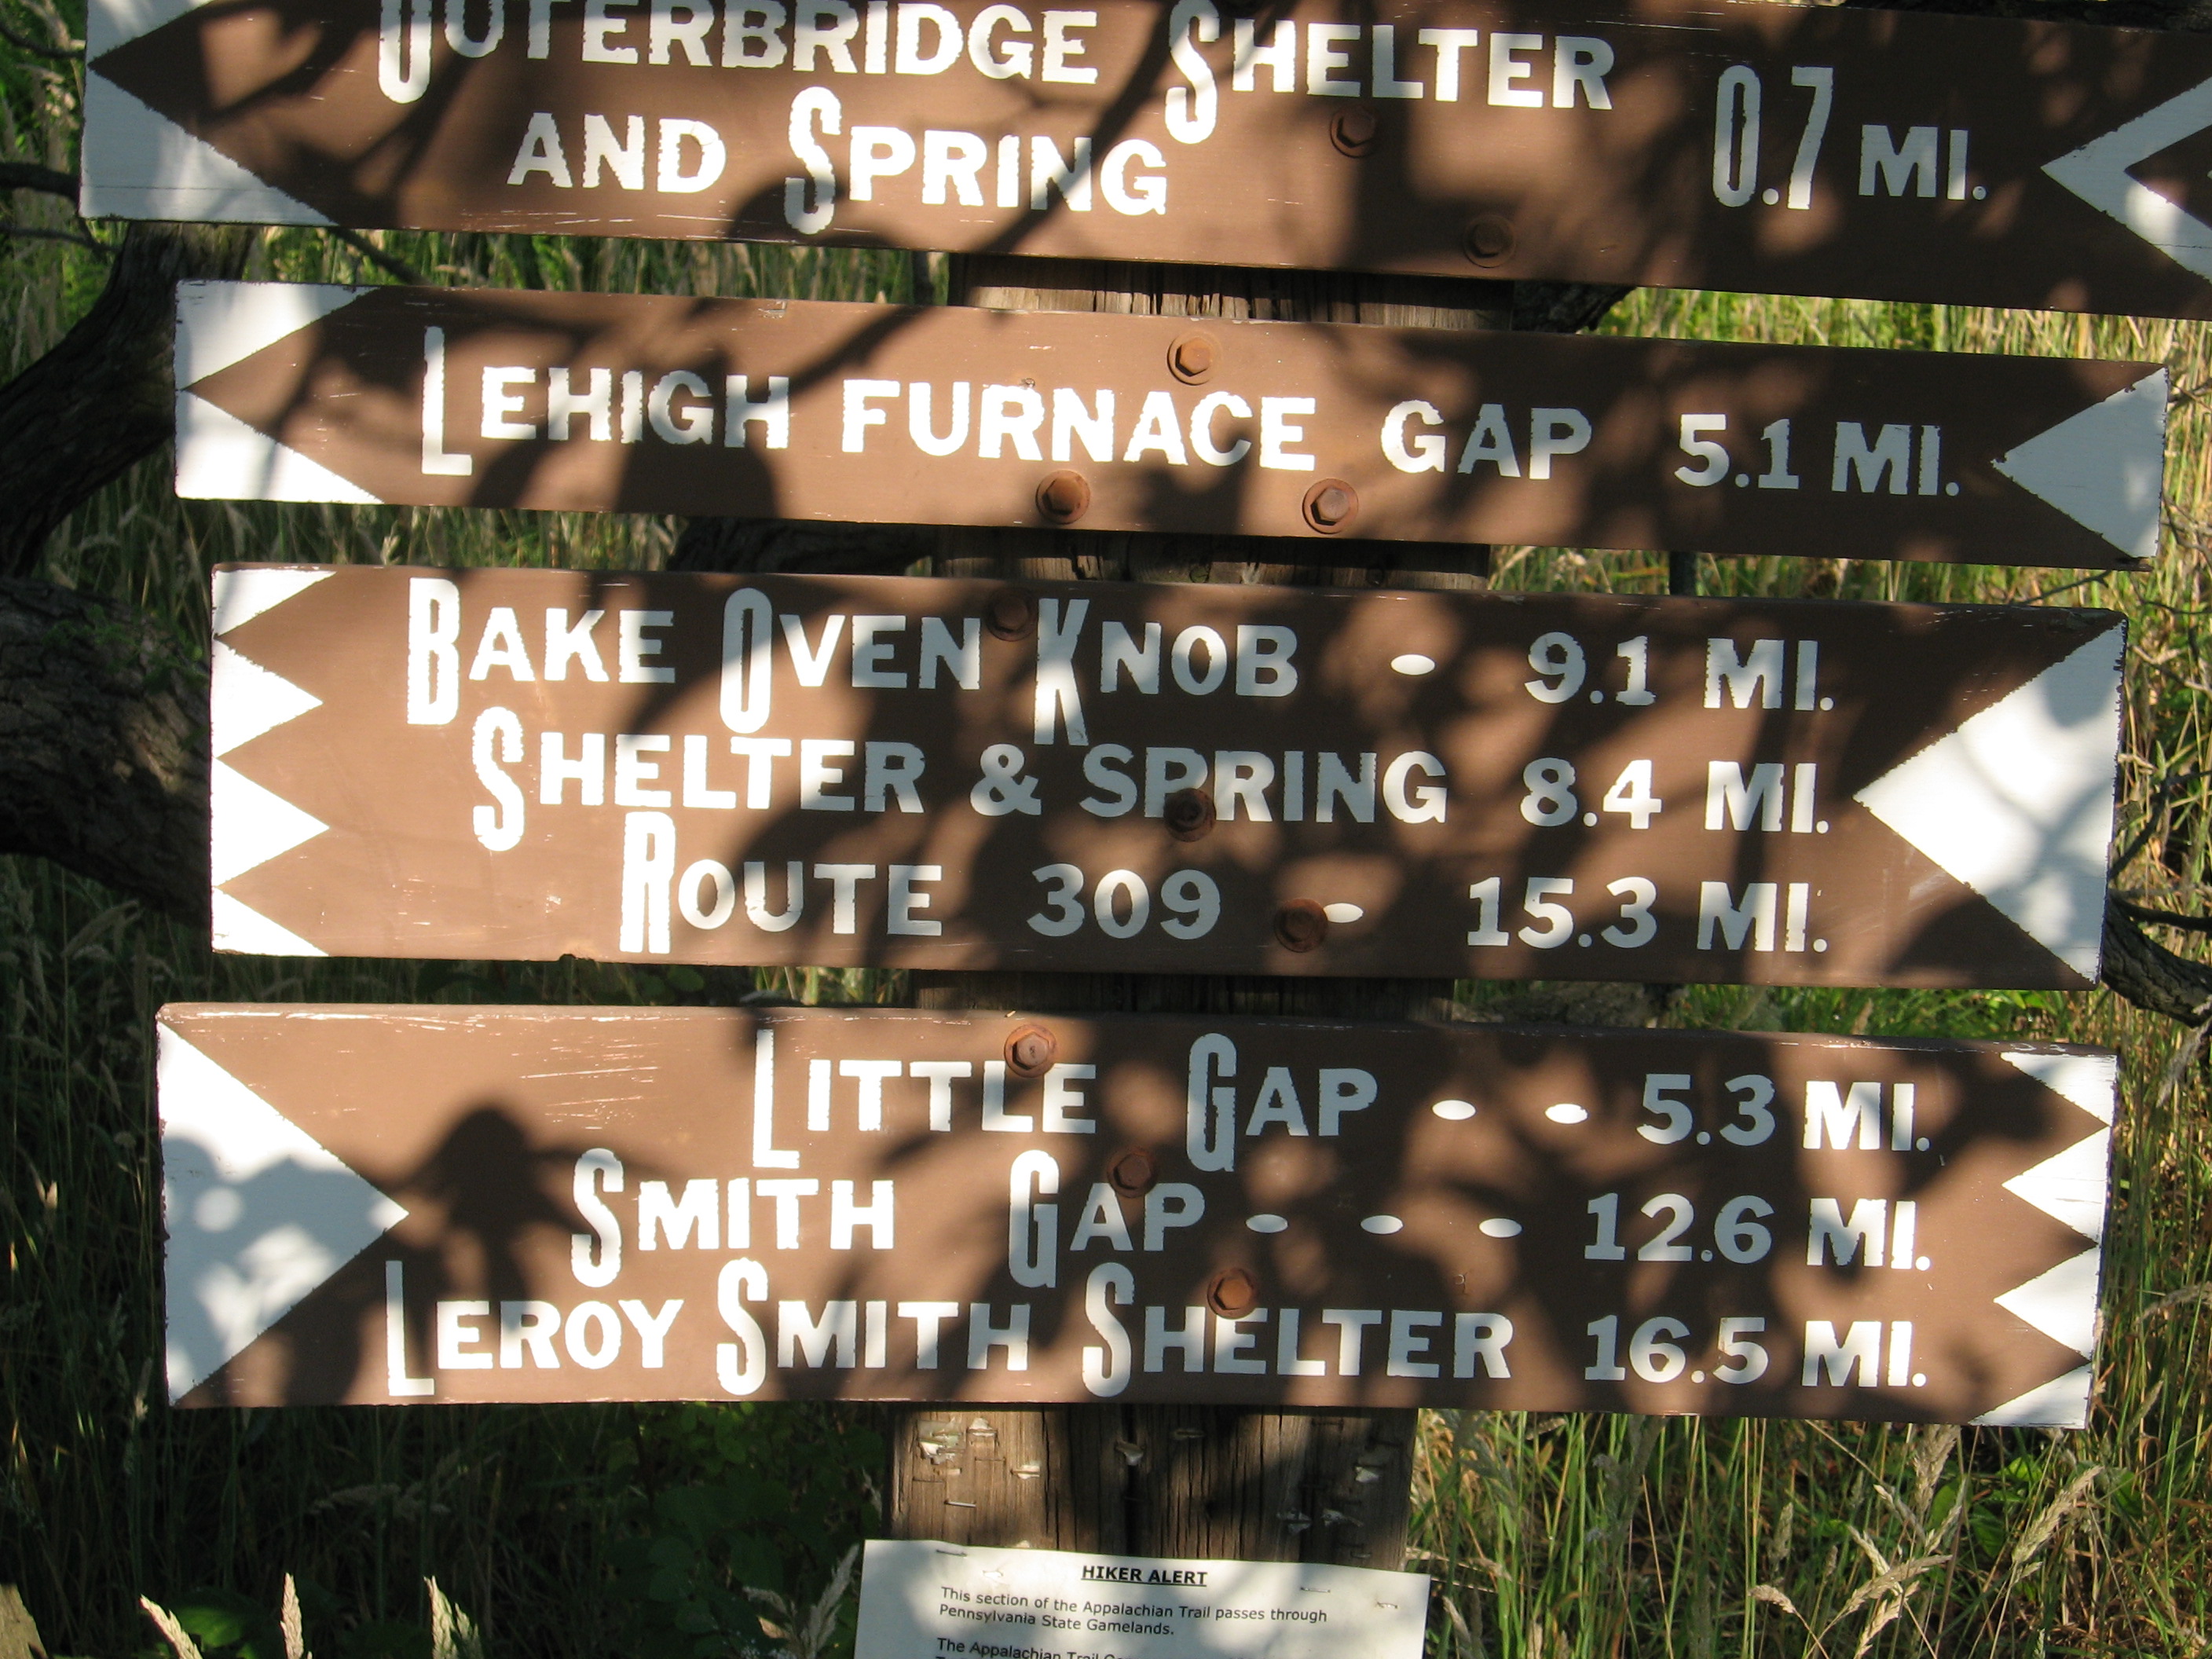 OUTERBRIDGE SHELTER
AND SPRING 0.7 MI.
LEHIGH FURNACE GAP 5.1 MI.
BAKE OVEN KNOB - 9.1 MI.
SHELTER & SPRING 8.4 MI.
ROUTE 309 - 15.3 MI.
LITTLE GAP - - 5.3 MI.
SMITH GAP - - - 12.6 MI.
LEROY SMITH SHELTER 16.5 MI.
HIKER ALERT
This section of the Appalachian Trail passes through
Pennsylvania State Gamelands.
The Appalachian Trail